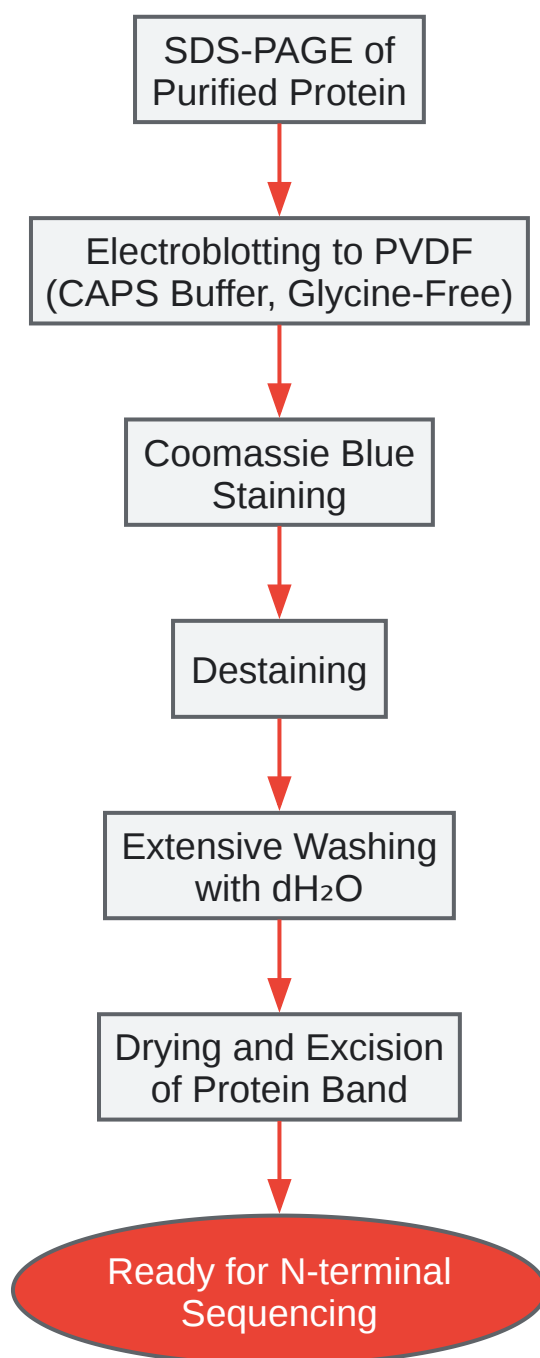 SDS-PAGE of
Purified Protein
Electroblotting to PVDF
(CAPS Buffer, Glycine-Free)
Coomassie Blue
Staining
Destaining
Extensive Washing
with dH₂O
Drying and Excision
of Protein Band
Ready for N-terminal
Sequencing